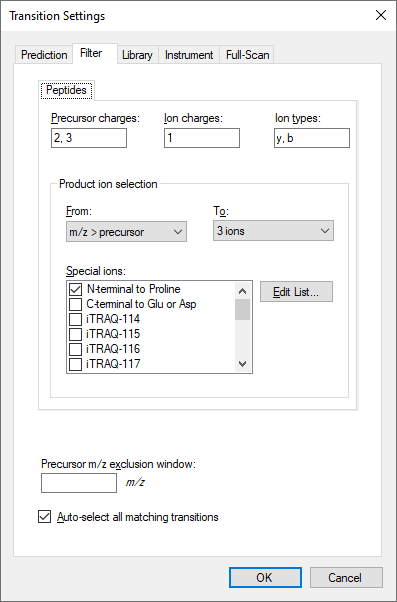 Transition Settings
Prediction Filter Library Instrument Full-Scan
Peptides
Precursor charges: Ion charges: Ion types:
2, 3 1 y, b
Product ion selection
From: To:
m/z > precursor 3 ions
Special ions:
N-terminal to Proline Edit List...
C-terminal to Glu or Asp
iTRAQ-114
iTRAQ-115
iTRAQ-116
iTRAQ-117
Precursor m/z exclusion window:
m/z
Auto-select all matching transitions
OK Cancel